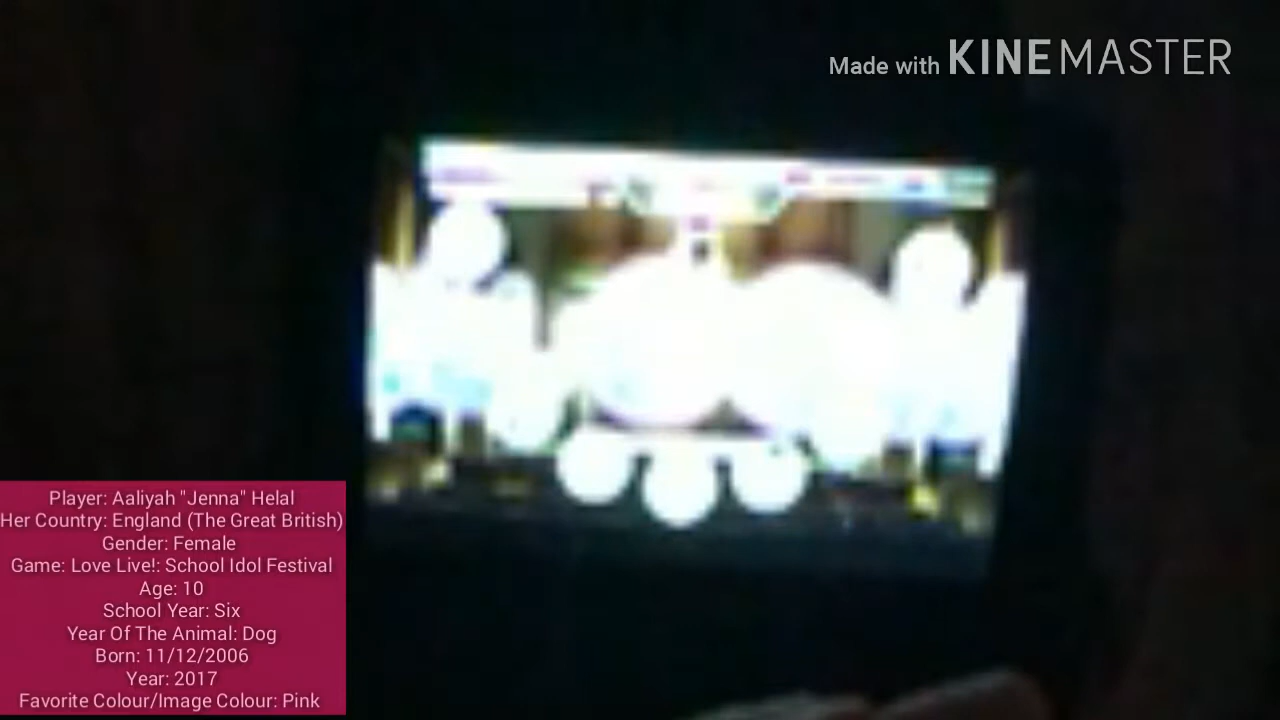 Made with KINEMASTER
Player: Aaliyah "Jenna" Helal
Her Country: England (The Great British)
Gender: Female
Game: Love Live!: School Idol Festival
Age: 10
School Year: Six
Year Of The Animal: Dog
Born: 11/12/2006
Year: 2017
Favorite Colour/Image Colour: Pink